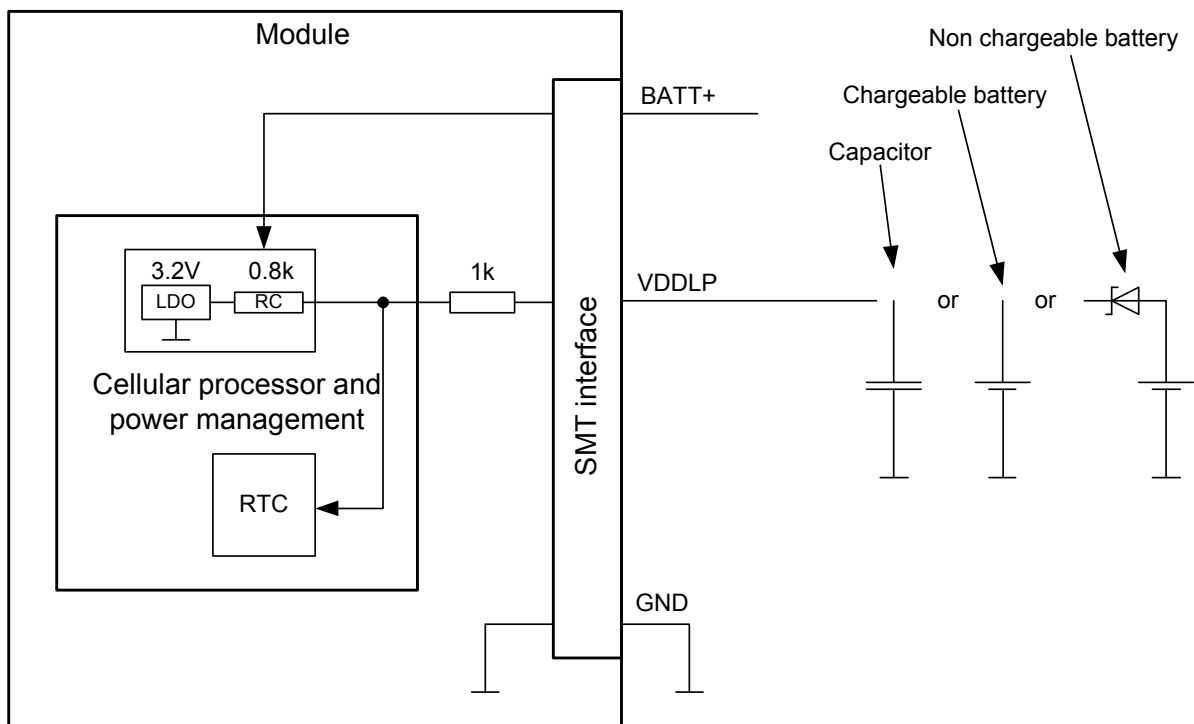 Module
Non chargeable battery
BATT+
Chargeable battery
Capacitor
3.2V
0.8k
1k
VDDLP
LDO
RC
or
or
Cellular processor and
power management
SMT interface
RTC
GND